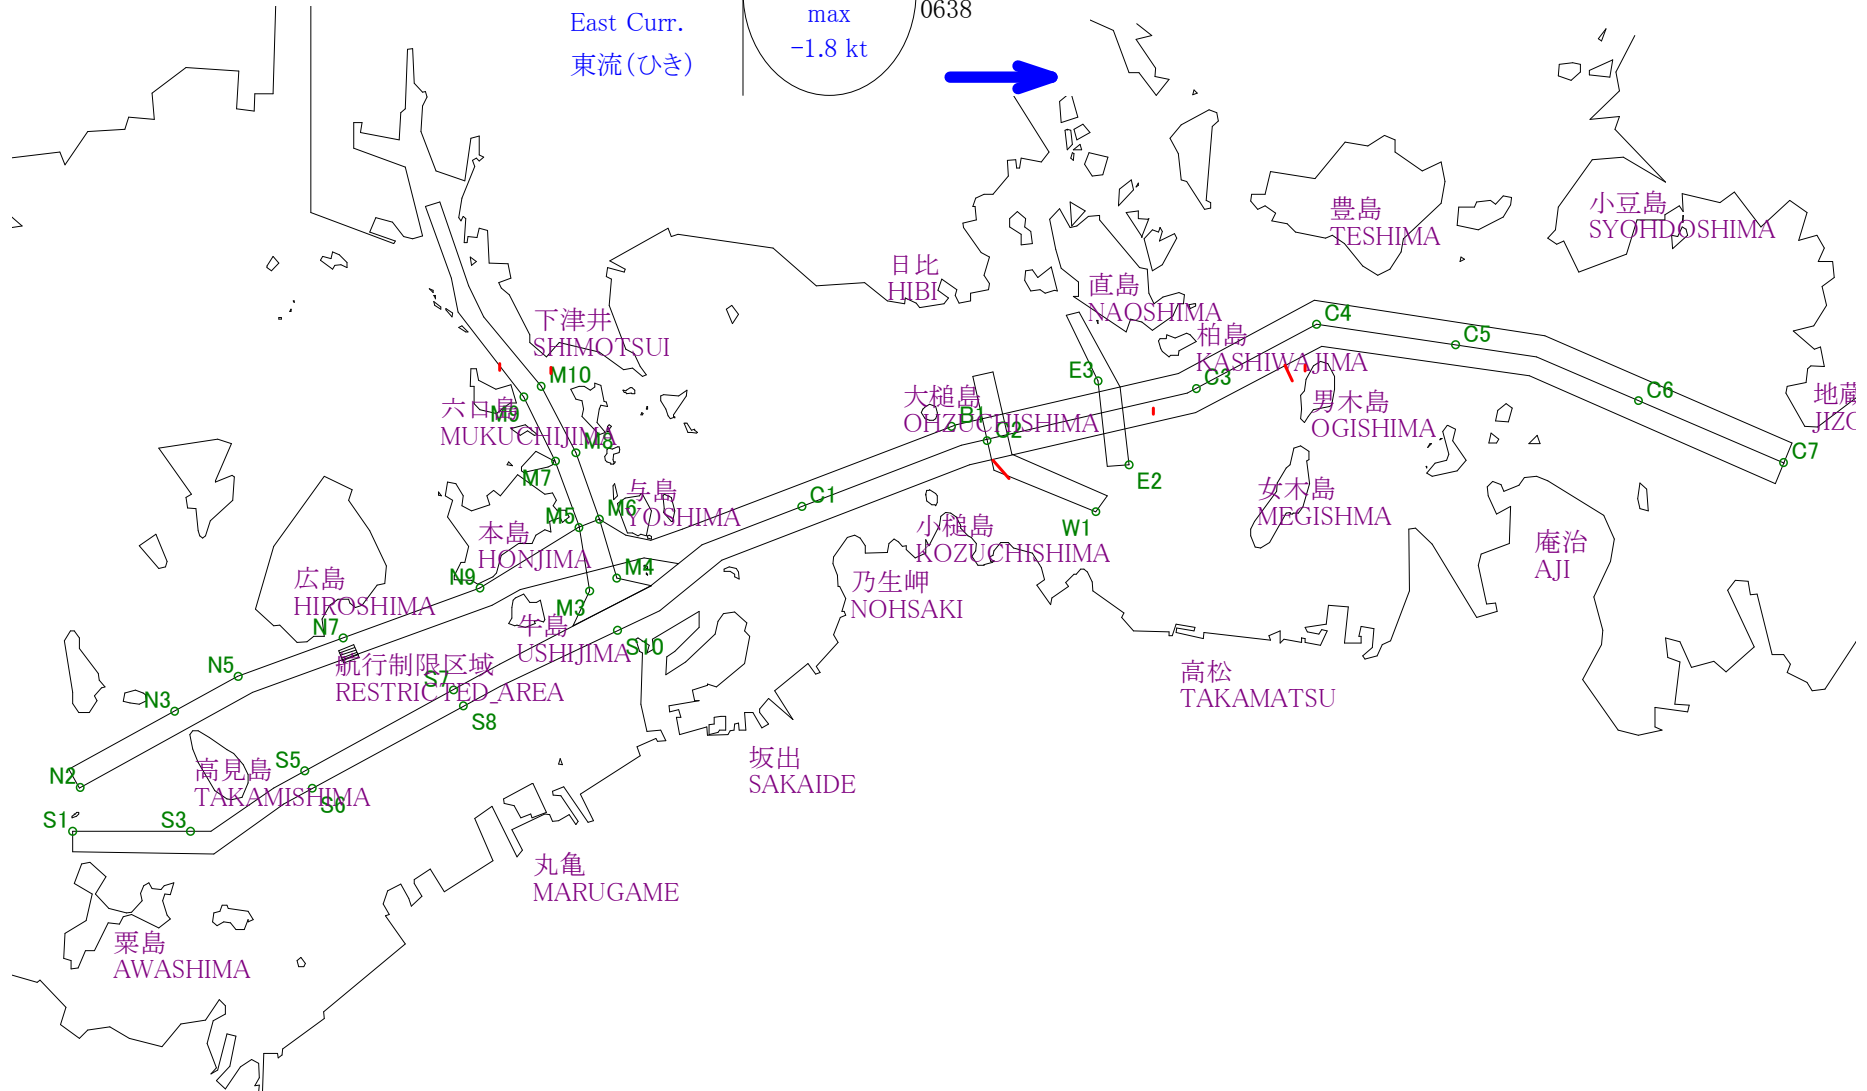 East Curr.
東流(ひき)
max
-1.8 kt
0638
豊島
TESHIMA
小豆島
SYOHDOSHIMA
日比
HIBI
直島
NAOSHIMA
下津井
SHIMOTSUI
柏島
KASHIWAJIMA
C4
C5
C3
E3
M10
M9
六口島
MUKUCHIJIMA
M8
M7
大槌島
OHZUCHISHIMA
B1
C2
男木島
OGISHIMA
C6
地蔵
JIZO
C7
E2
与島
YOSHIMA
C1
W1
女木島
MEGISHMA
小槌島
KOZUCHISHIMA
M6
M5
本島
HONJIMA
庵治
AJI
M4
N9
M3
広島
HIROSHIMA
乃生岬
NOHSAKI
N7
牛島
USHIJIMA
S10
航行制限区域
RESTRICTED_AREA
N5
N3
S7
S8
高松
TAKAMATSU
坂出
SAKAIDE
N2
高見島
TAKAMISHIMA
S5
S6
S1
S3
丸亀
MARUGAME
粟島
AWASHIMA